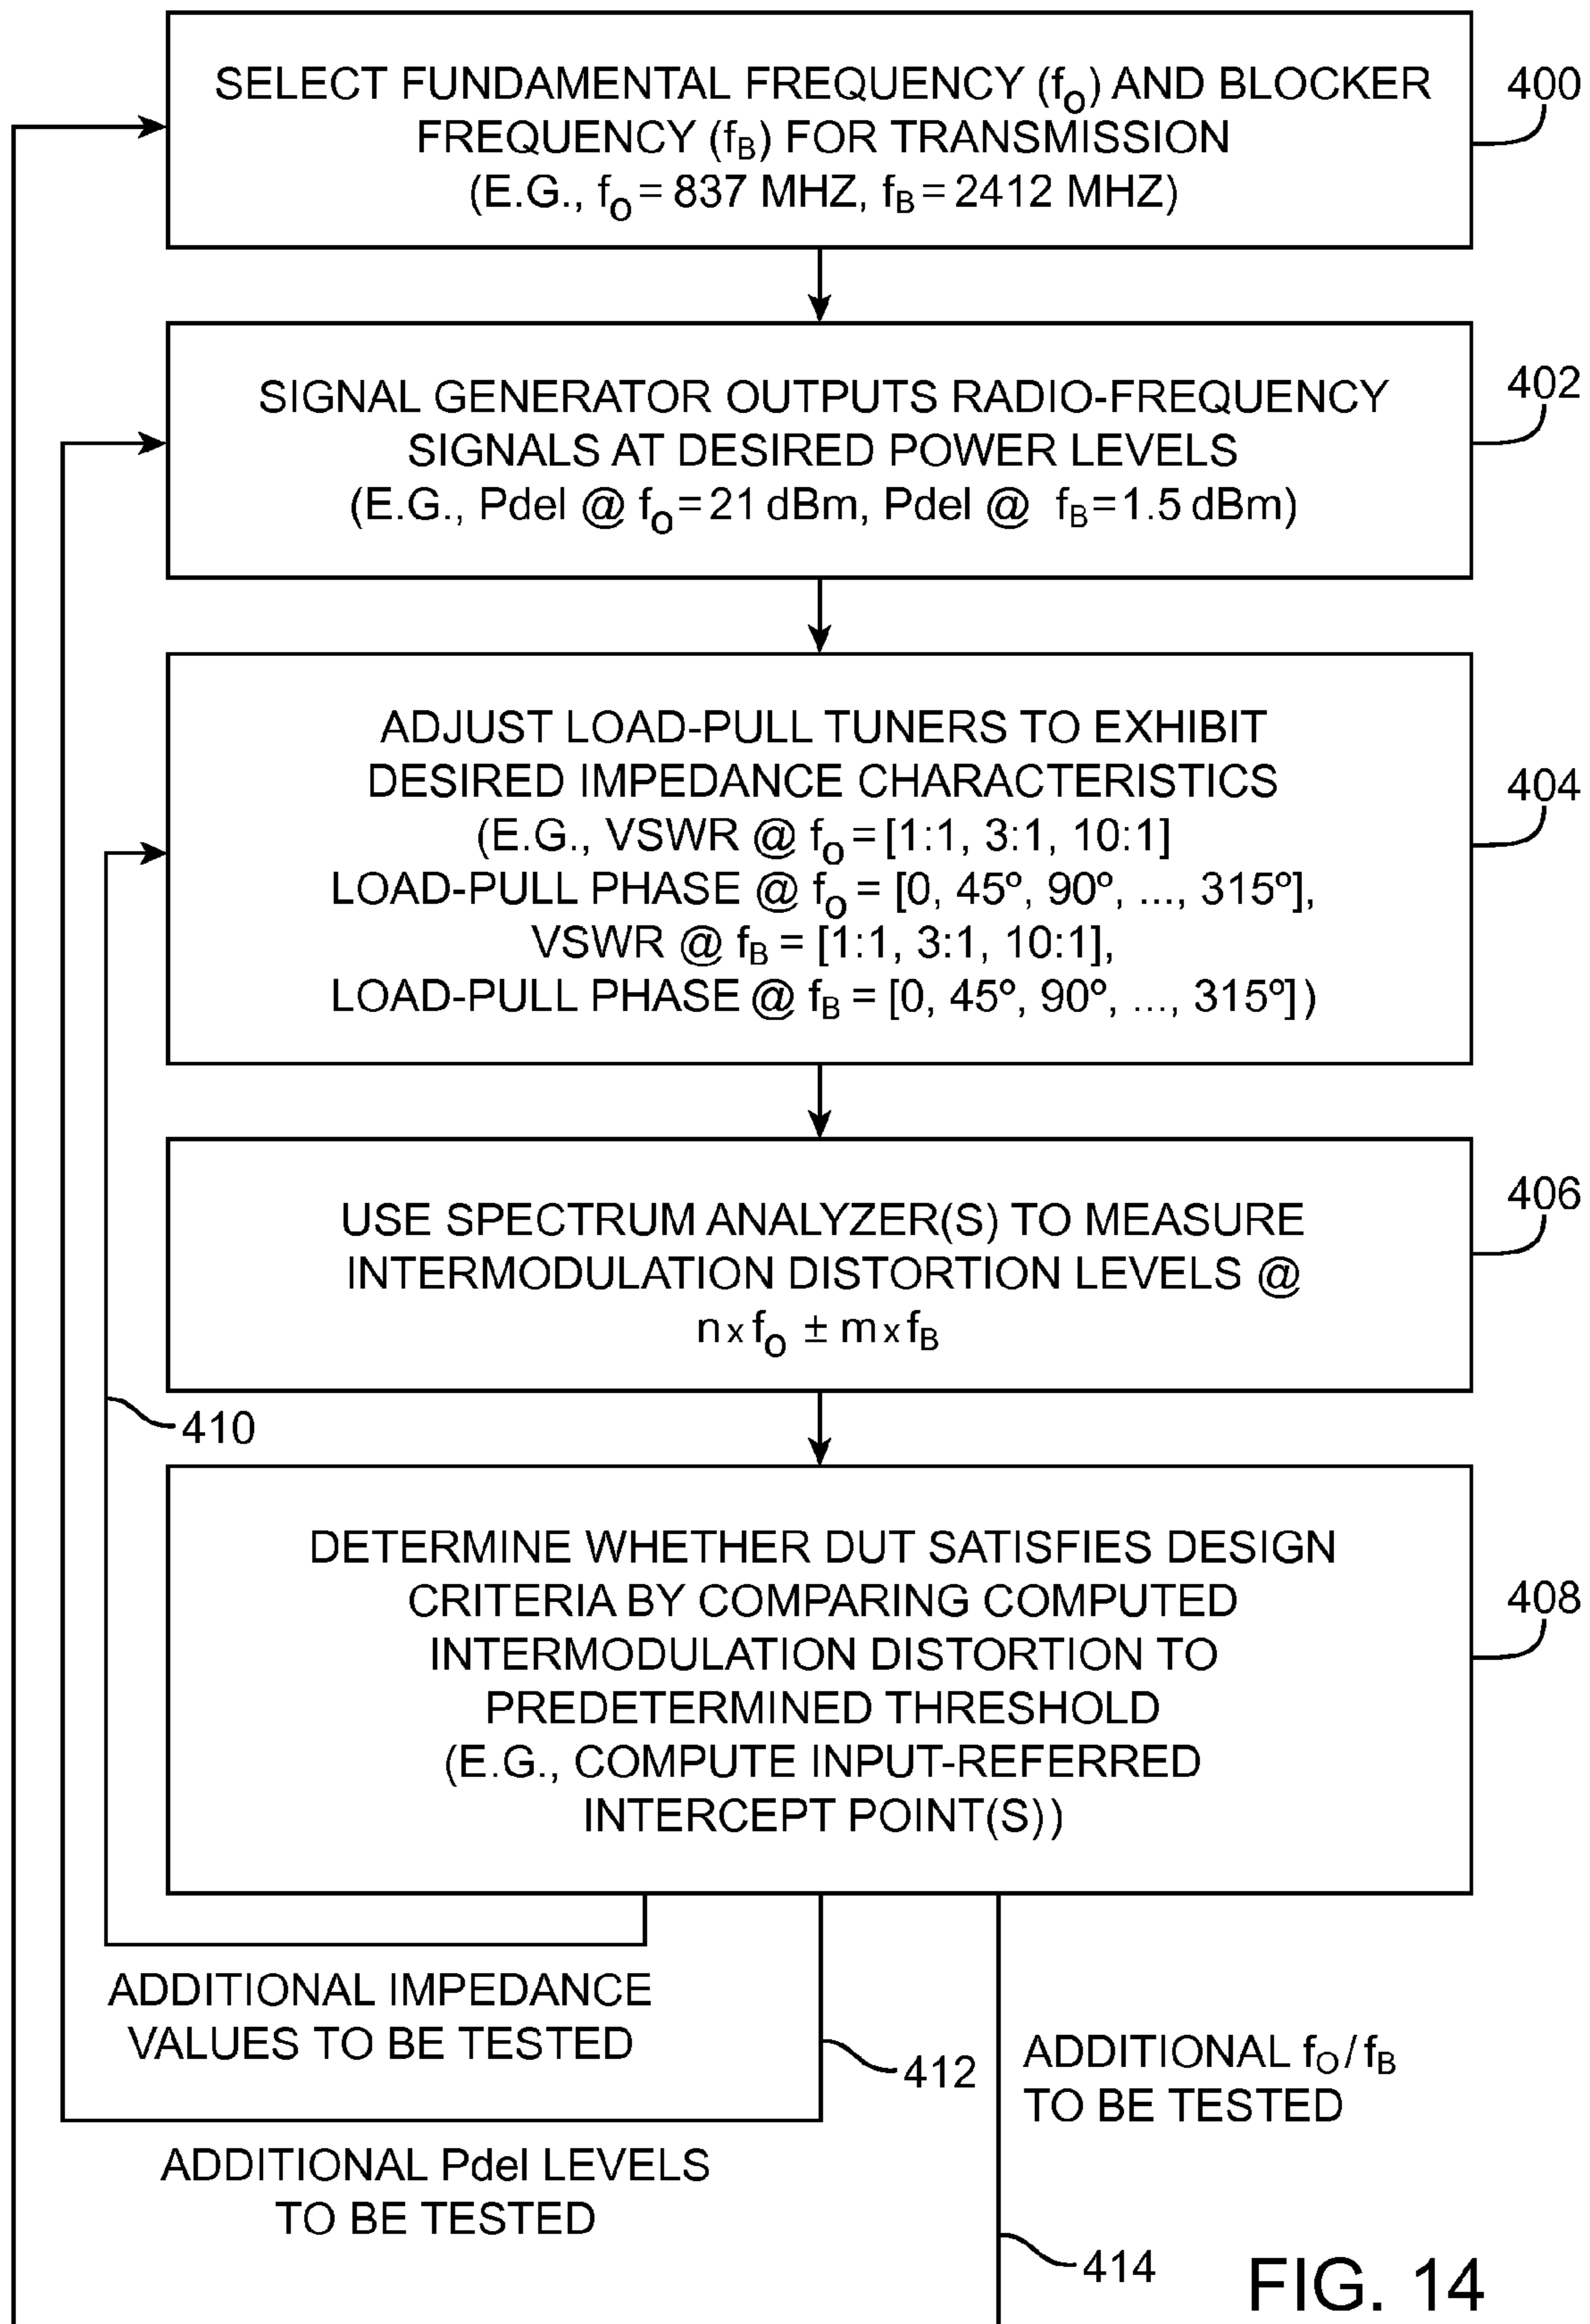 SELECT FUNDAMENTAL FREQUENCY (fo) AND BLOCKER
FREQUENCY (fB) FOR TRANSMISSION
(E.G., fo = 837 MHZ, fB = 2412 MHZ)
400
SIGNAL GENERATOR OUTPUTS RADIO-FREQUENCY
SIGNALS AT DESIRED POWER LEVELS
(E.G., Pdel @ fo = 21 dBm, Pdel @ fB = 1.5 dBm)
402
ADJUST LOAD-PULL TUNERS TO EXHIBIT
DESIRED IMPEDANCE CHARACTERISTICS
(E.G., VSWR @ fo = [1:1, 3:1, 10:1]
LOAD-PULL PHASE @ fo = [0, 45º, 90º, ..., 315º],
VSWR @ fB = [1:1, 3:1, 10:1],
LOAD-PULL PHASE @ fB = [0, 45º, 90º, ..., 315º])
404
USE SPECTRUM ANALYZER(S) TO MEASURE
INTERMODULATION DISTORTION LEVELS @
n x fo ± m x fB
406
410
DETERMINE WHETHER DUT SATISFIES DESIGN
CRITERIA BY COMPARING COMPUTED
INTERMODULATION DISTORTION TO
PREDETERMINED THRESHOLD
(E.G., COMPUTE INPUT-REFERRED
INTERCEPT POINT(S))
408
ADDITIONAL IMPEDANCE
VALUES TO BE TESTED
412
ADDITIONAL fO / fB
TO BE TESTED
ADDITIONAL Pdel LEVELS
TO BE TESTED
414
FIG. 14